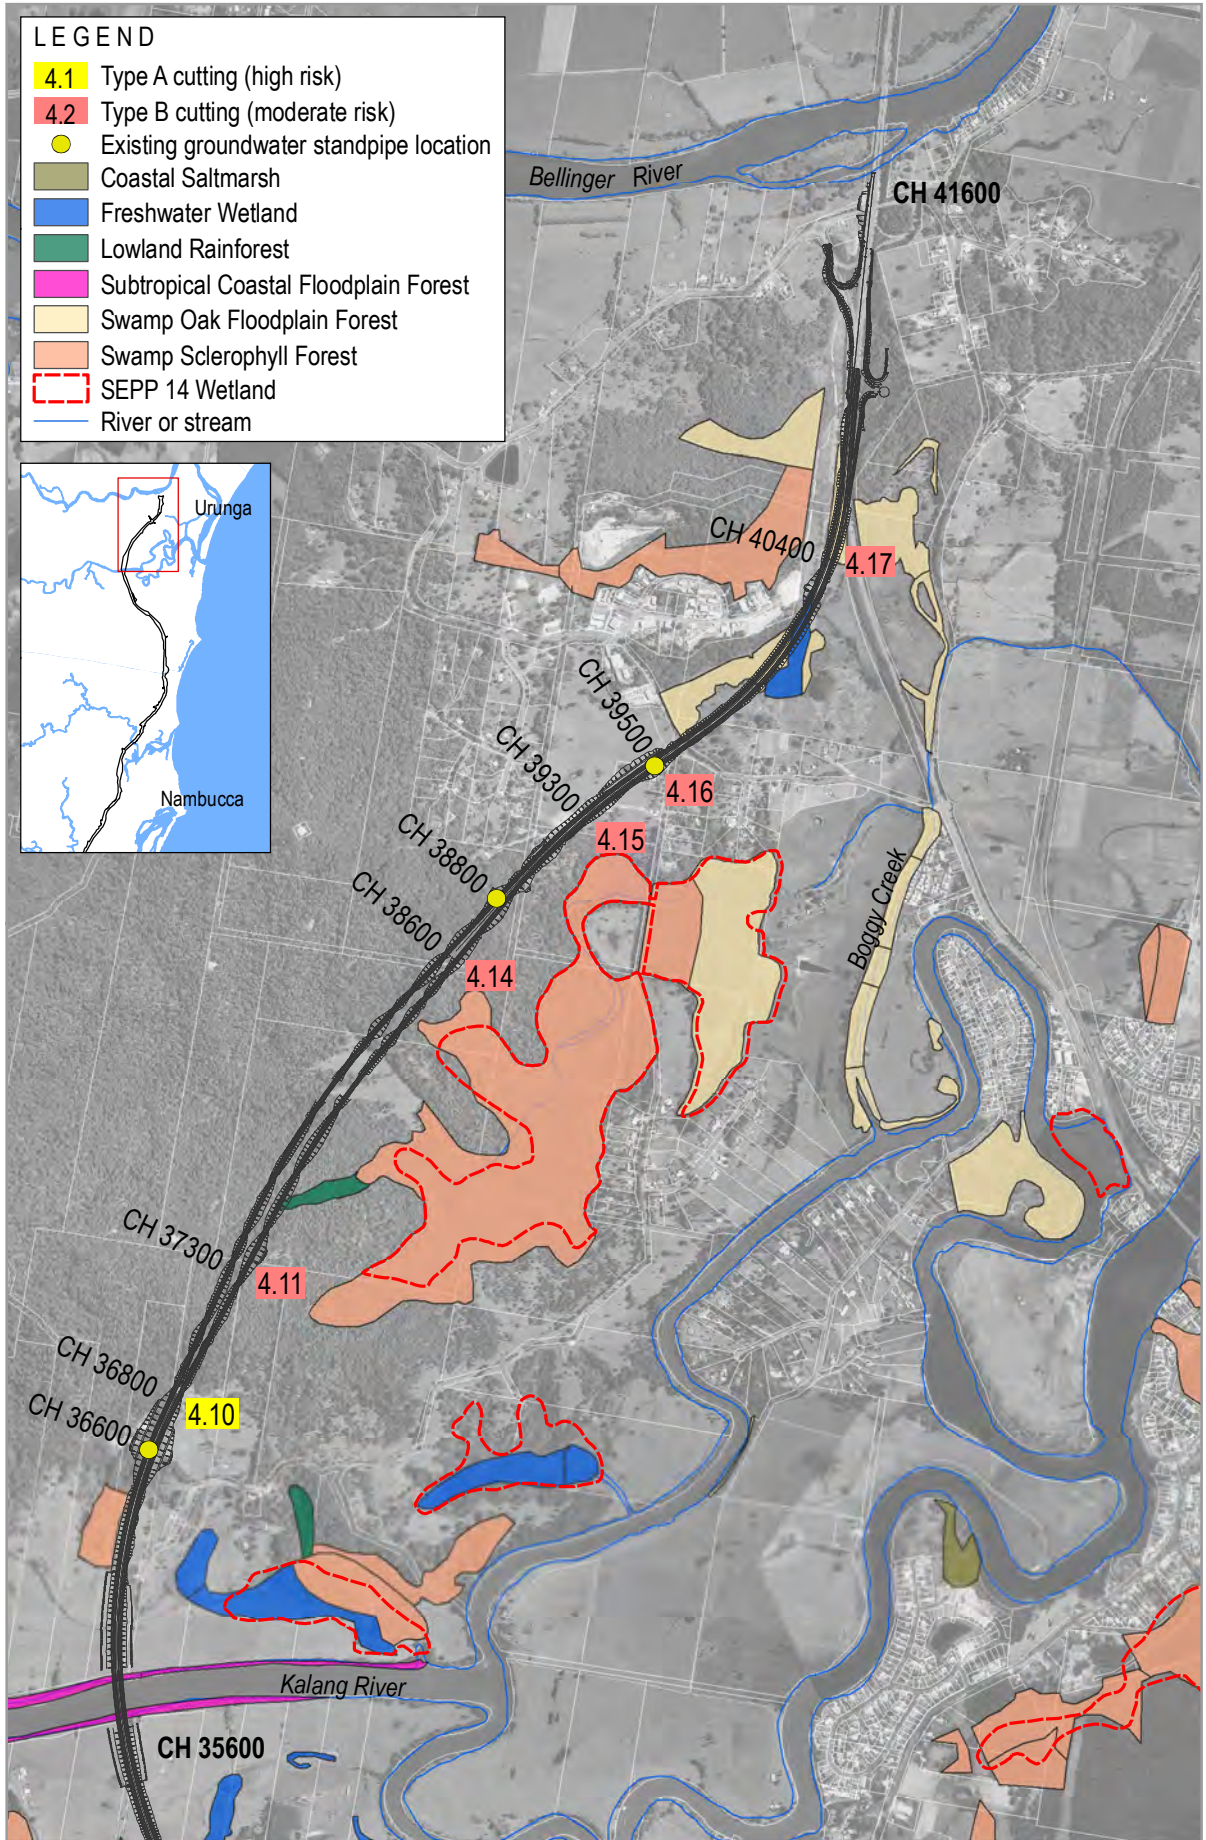 LEGEND
4.1 Type A cutting (high risk)
4.2 Type B cutting (moderate risk)
Existing groundwater standpipe location
Coastal Saltmarsh
Freshwater Wetland
Lowland Rainforest
Subtropical Coastal Floodplain Forest
Swamp Oak Floodplain Forest
Swamp Sclerophyll Forest
SEPP 14 Wetland
River or stream
Bellinger River
CH 41600
Urunga
Nambucca
CH 40400
4.17
CH 39500
4.16
CH 39300
4.15
CH 38800
CH 38600
4.14
Boggy Creek
CH 37300
4.11
CH 36800
4.10
CH 36600
Kalang River
CH 35600